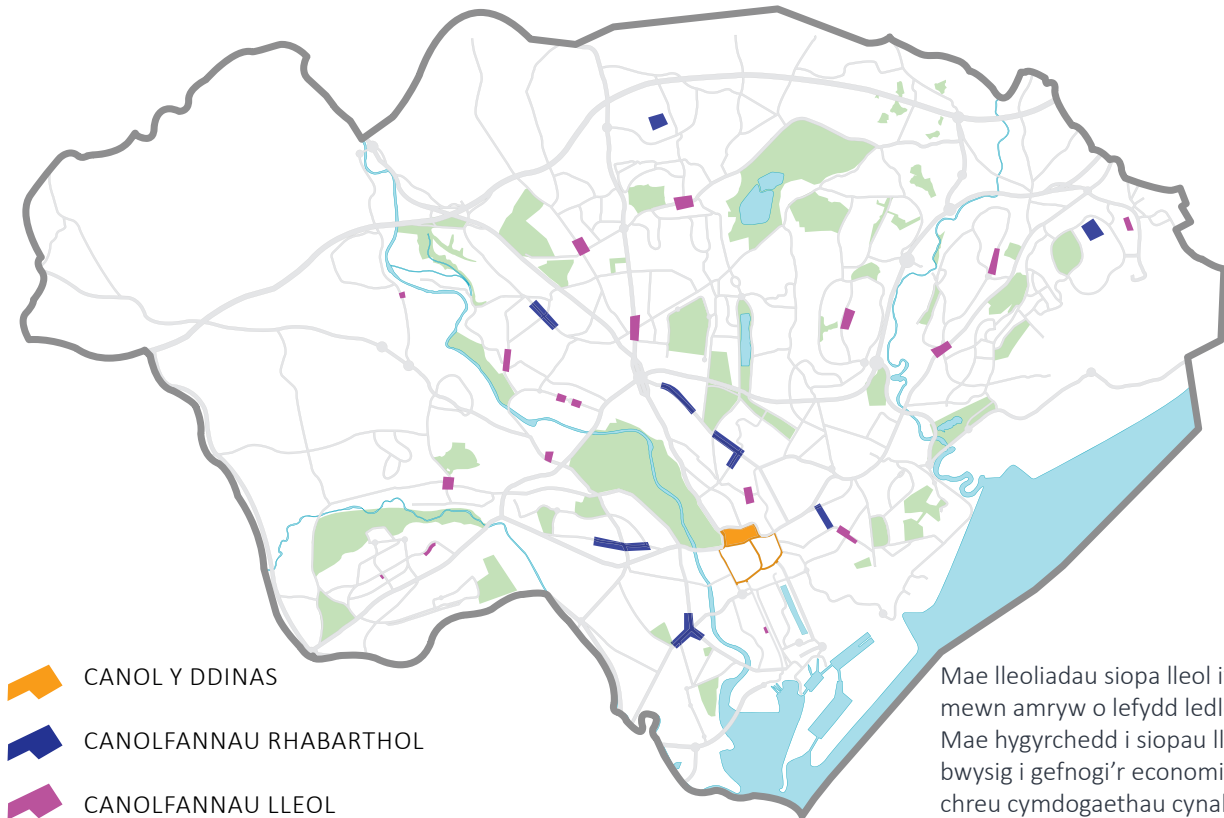 CANOL Y DDINAS
CANOLFANNAU RHABARTHOL
CANOLFANNAU LLEOL
Mae lleoliadau siopa lleol i
mewn amryw o lefydd ledl
Mae hygyrchedd i siopau ll
bwysig i gefnogi’r economi
chreu cymdogaethau cynal